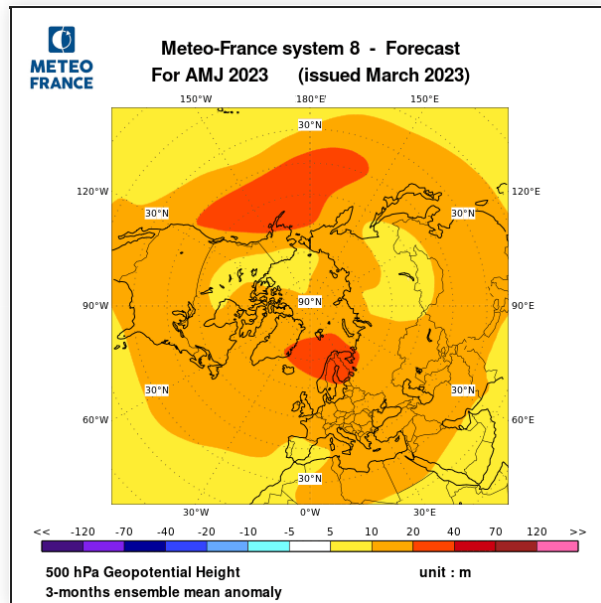 METEO
FRANCE
Meteo-France system 8 - Forecast
For AMJ 2023 (issued March 2023)
150°W 180°E 150°E
30°N
120°W 120°E
30°N 30°N
90°W 90°N 90°E
30°N 30°N
60°W 60°E
30°N
30°W 0°W 30°E
<< -120 -70 -40 -20 -10 -5 5 10 20 40 70 120 >>
500 hPa Geopotential Height unit : m
3-months ensemble mean anomaly